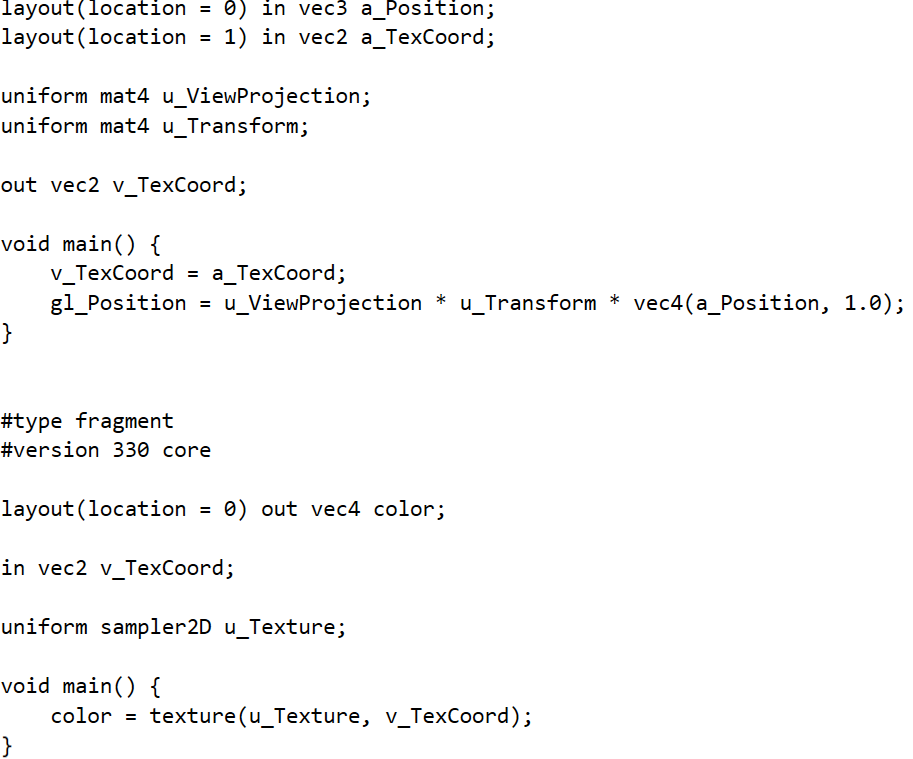 layout(location = 0) in vec3 a_Position;
layout(location = 1) in vec2 a_TexCoord;
uniform mat4 u_ViewProjection;
uniform mat4 u_Transform;
out vec2 v_TexCoord;
void main() {
    v_TexCoord = a_TexCoord;
    gl_Position = u_ViewProjection * u_Transform * vec4(a_Position, 1.0);
}
#type fragment
#version 330 core
layout(location = 0) out vec4 color;
in vec2 v_TexCoord;
uniform sampler2D u_Texture;
void main() {
    color = texture(u_Texture, v_TexCoord);
}